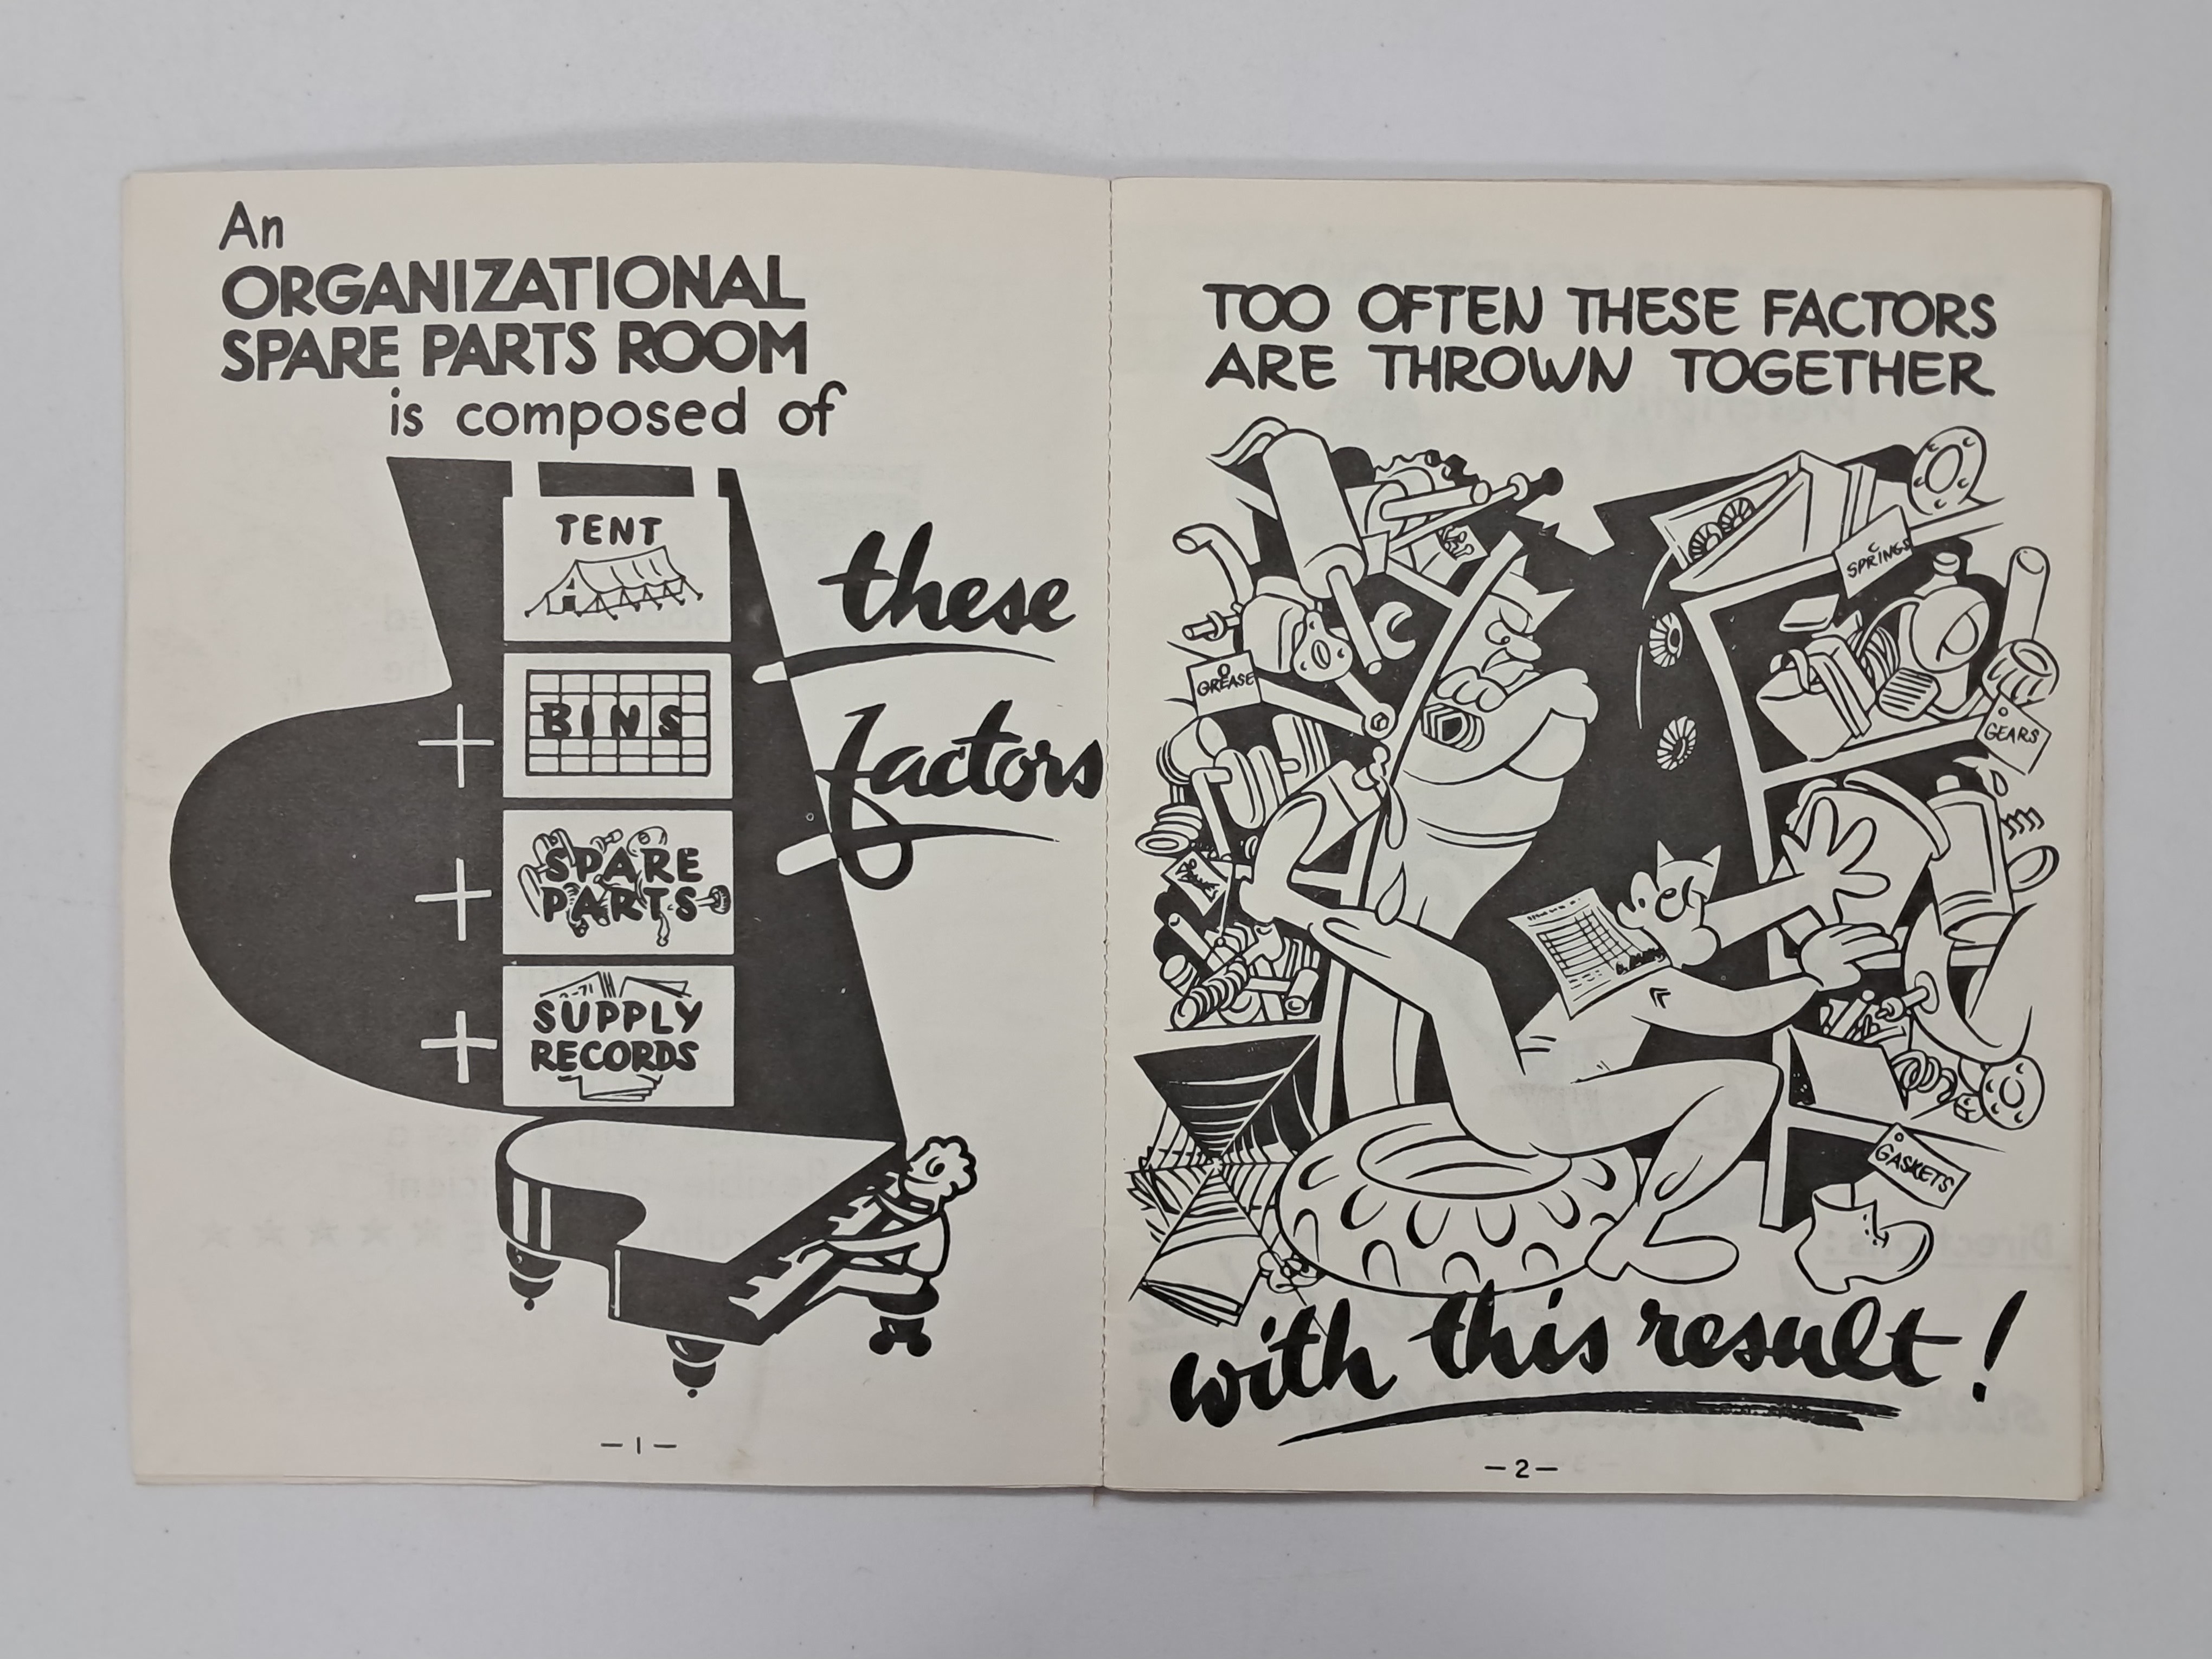 An
ORGANIZATIONAL
SPARE PARTS ROOM
is composed of
these
factors
TENT
BINS
SPARE
PARTS
SUPPLY
RECORDS
— 1 —
TOO OFTEN THESE FACTORS
ARE THROWN TOGETHER
SPRINGS
GREASE
GEARS
GASKETS
with this result!
— 2 —